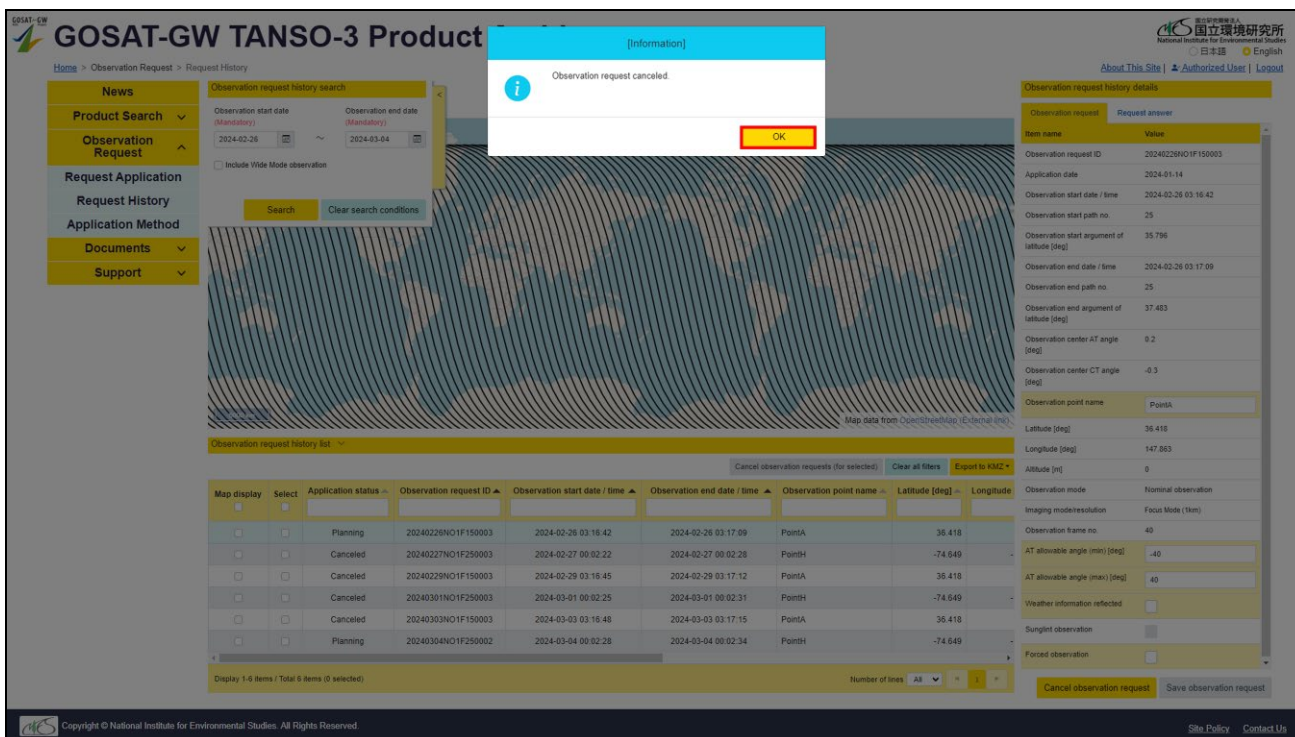 GOSAT-GW
GOSAT-GW TANSO-3 Product
国立研究開発法人
国立環境研究所
National Institute for Environmental Studies
日本語 English
Home > Observation Request > Request History
About This Site | Authorized User | Logout
[Information]
Observation request canceled.
OK
News
Product Search
Observation Request
Request Application
Request History
Application Method
Documents
Support
Observation request history search
<
Observation start date
(Mandatory)
Observation end date
(Mandatory)
2024-02-26 ~ 2024-03-04
Include Wide Mode observation
Search Clear search conditions
Map data from OpenStreetMap (External link)
Observation request history list
Cancel observation requests (for selected) Clear all filters Export to KMZ
Map display Select Application status Observation request ID Observation start date / time Observation end date / time Observation point name Latitude [deg] Longitude
Planning 20240226NO1F150003 2024-02-26 03:16:42 2024-02-26 03:17:09 PointA 36.418
Canceled 20240227NO1F250003 2024-02-27 00:02:22 2024-02-27 00:02:28 PointH -74.649 -
Canceled 20240229NO1F150003 2024-02-29 03:16:45 2024-02-29 03:17:12 PointA 36.418
Canceled 20240301NO1F250003 2024-03-01 00:02:25 2024-03-01 00:02:31 PointH -74.649 -
Canceled 20240303NO1F150003 2024-03-03 03:16:48 2024-03-03 03:17:15 PointA 36.418
Planning 20240304NO1F250002 2024-03-04 00:02:28 2024-03-04 00:02:34 PointH -74.649 -
Display 1-6 items / Total 6 items (0 selected)
Number of lines All « 1 »
Observation request history details
Observation request Request answer
Item name Value
Observation request ID 20240226NO1F150003
Application date 2024-01-14
Observation start date / time 2024-02-26 03:16:42
Observation start path no. 25
Observation start argument of latitude [deg] 35.796
Observation end date / time 2024-02-26 03:17:09
Observation end path no. 25
Observation end argument of latitude [deg] 37.483
Observation center AT angle [deg] 0.2
Observation center CT angle [deg] -0.3
Observation point name PointA
Latitude [deg] 36.418
Longitude [deg] 147.863
Altitude [m] 0
Observation mode Nominal observation
Imaging mode/resolution Focus Mode (1km)
Observation frame no. 40
AT allowable angle (min) [deg] -40
AT allowable angle (max) [deg] 40
Weather information reflected
Sunglint observation
Forced observation
Cancel observation request Save observation request
NIES
Copyright © National Institute for Environmental Studies. All Rights Reserved.
Site Policy Contact Us